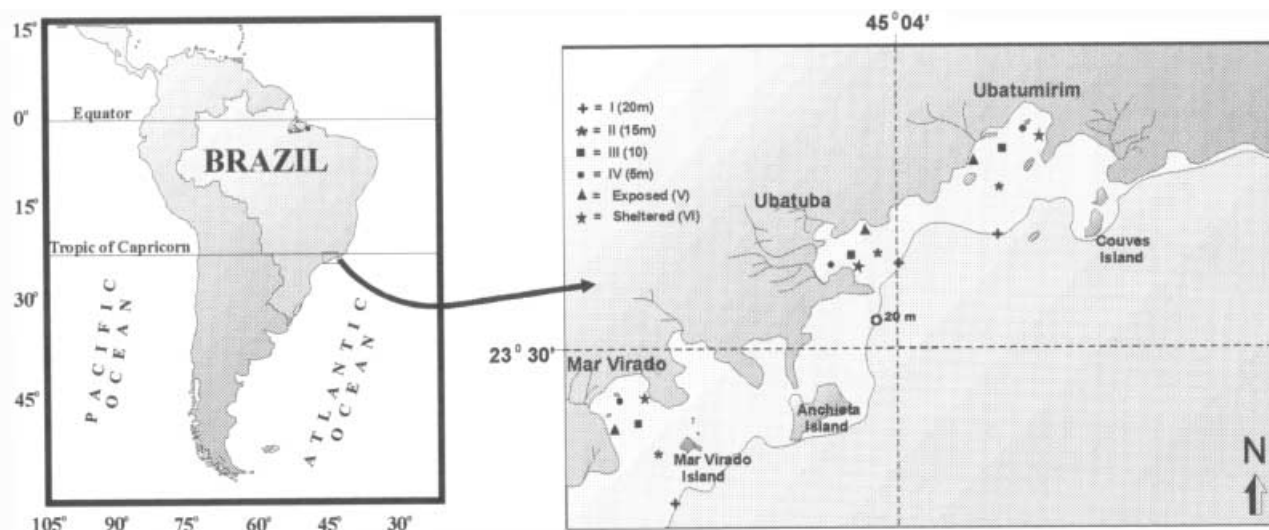 15°
0°
15°
30°
45°
105° 90° 75° 60° 45° 30°
Equator
BRAZIL
Tropic of Capricorn
PACIFIC
OCEAN
ATLANTIC
OCEAN
45° 04'
23° 30'
✚ = I (20m)
★ = II (15m)
■ = III (10)
● = IV (5m)
▲ = Exposed (V)
★ = Sheltered (VI)
Ubatumirim
Ubatuba
Couves
Island
20 m
Mar Virado
Anchieta
Island
Mar Virado
Island
N